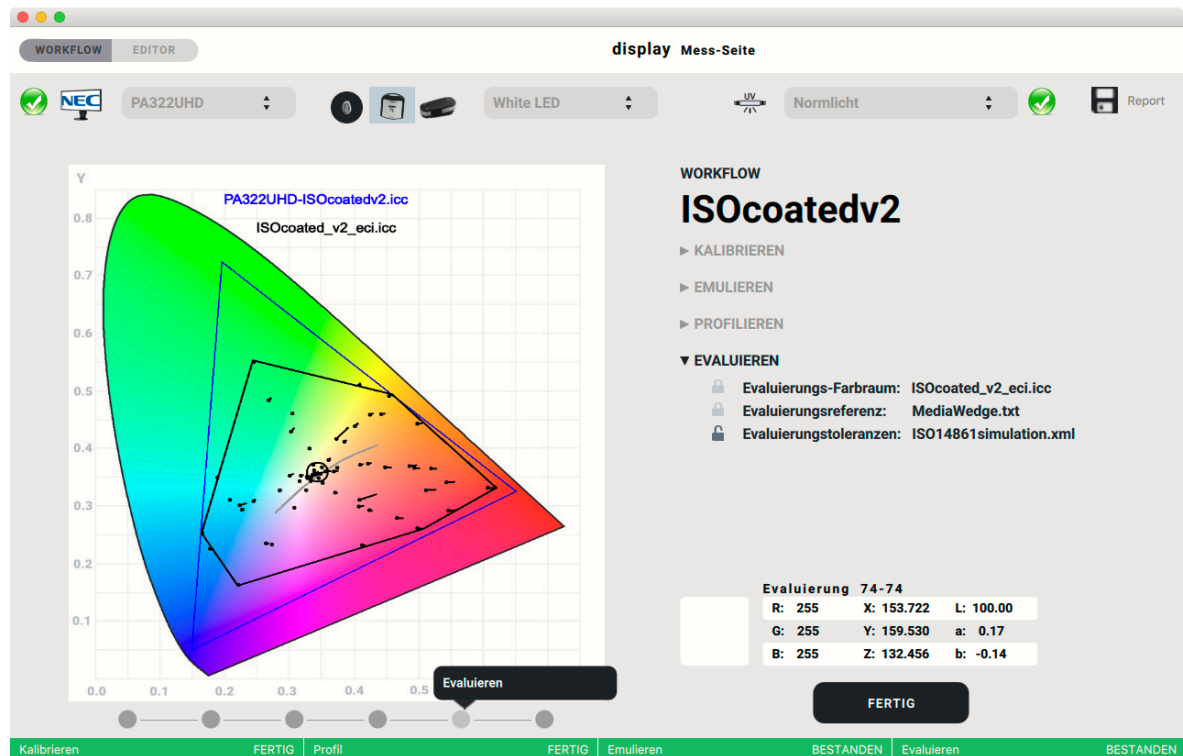 WORKFLOW EDITOR display Mess-Seite
NEC PA322UHD White LED UV Normlicht Report
Y
PA322UHD-ISOcoatedv2.icc
ISOcoated_v2_eci.icc
0.8
0.7
0.6
0.5
0.4
0.3
0.2
0.1
0.0 0.1 0.2 0.3 0.4 0.5
Evaluieren
WORKFLOW
ISOcoatedv2
KALIBRIEREN
EMULIEREN
PROFILIEREN
EVALUIEREN
Evaluierungs-Farbraum: ISOcoated_v2_eci.icc
Evaluierungsreferenz: MediaWedge.txt
Evaluierungstoleranzen: ISO14861simulation.xml
Evaluierung 74-74
R: 255 X: 153.722 L: 100.00
G: 255 Y: 159.530 a: 0.17
B: 255 Z: 132.456 b: -0.14
FERTIG
Kalibrieren FERTIG Profil FERTIG Emulieren BESTANDEN Evaluieren BESTANDEN